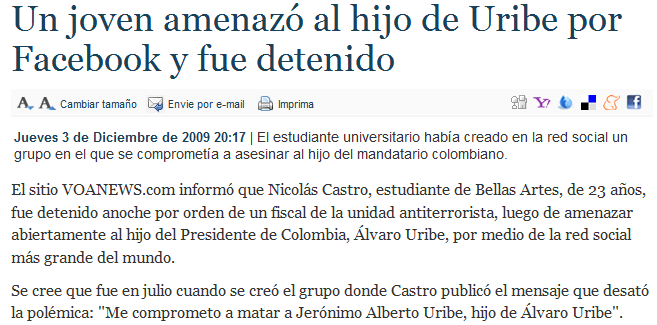 Un joven amenazó al hijo de Uribe por
Facebook y fue detenido
Cambiar tamaño Envie por e-mail Imprima
Jueves 3 de Diciembre de 2009 20:17 | El estudiante universitario había creado en la red social un
grupo en el que se comprometía a asesinar al hijo del mandatario colombiano.
El sitio VOANEWS.com informó que Nicolás Castro, estudiante de Bellas Artes, de 23 años,
fue detenido anoche por orden de un fiscal de la unidad antiterrorista, luego de amenazar
abiertamente al hijo del Presidente de Colombia, Álvaro Uribe, por medio de la red social
más grande del mundo.
Se cree que fue en julio cuando se creó el grupo donde Castro publicó el mensaje que desató
la polémica: "Me comprometo a matar a Jerónimo Alberto Uribe, hijo de Álvaro Uribe".